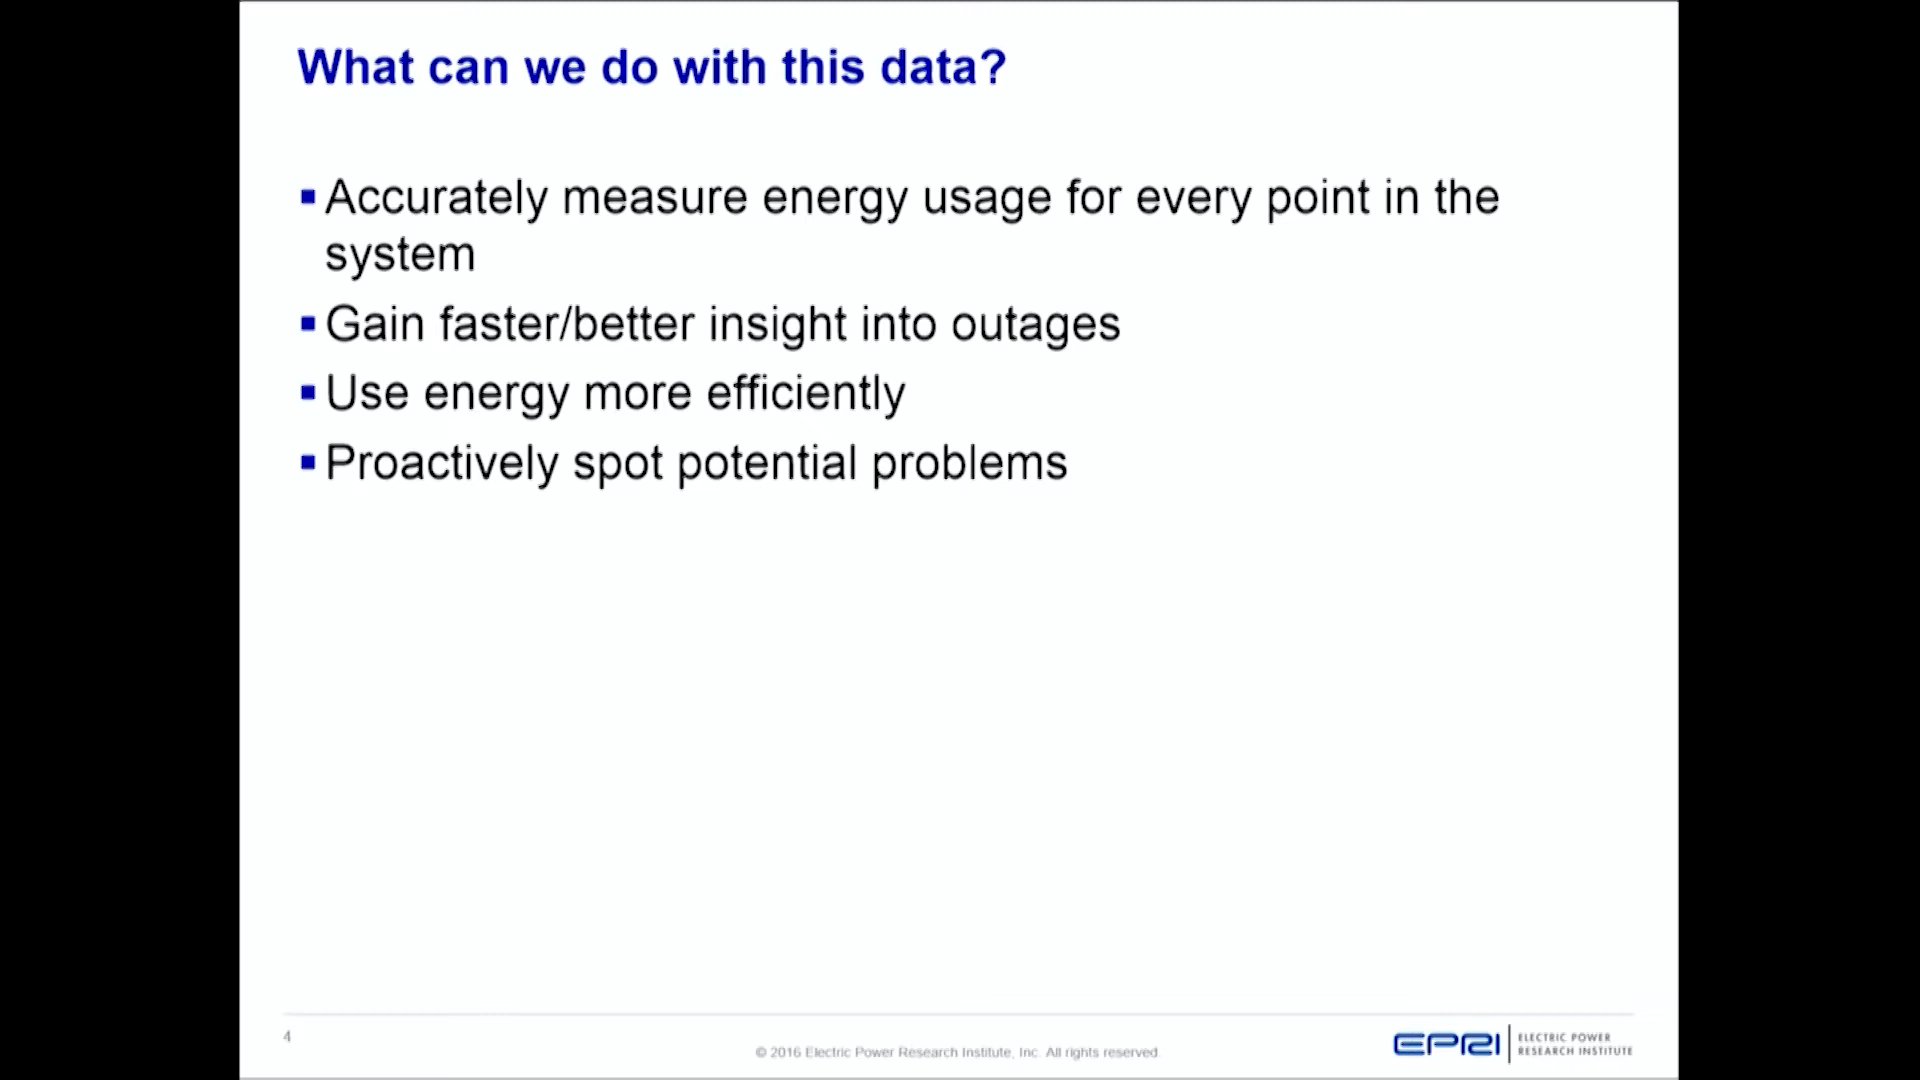 What can we do with this data?
▪ Accurately measure energy usage for every point in the
system
▪ Gain faster/better insight into outages
▪ Use energy more efficiently
▪ Proactively spot potential problems
4
© 2016 Electric Power Research Institute, Inc. All rights reserved.
EPRI
ELECTRIC POWER
RESEARCH INSTITUTE